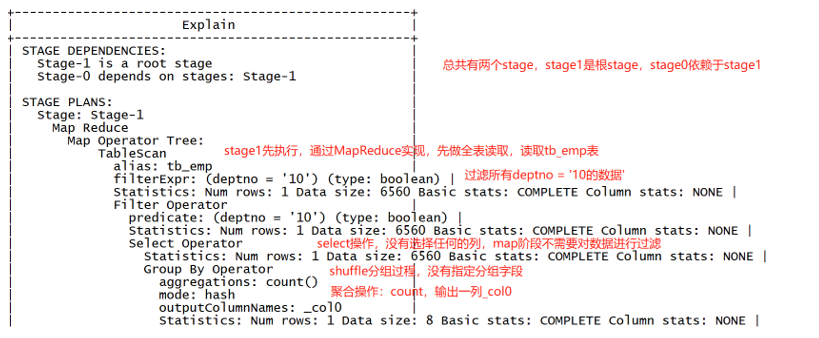 Explain
STAGE DEPENDENCIES:
Stage-1 is a root stage
Stage-0 depends on stages: Stage-1
总共有两个stage，stage1是根stage，stage0依赖于stage1
STAGE PLANS:
Stage: Stage-1
Map Reduce
Map Operator Tree:
TableScan
stage1先执行，通过MapReduce实现，先做全表读取，读取tb_emp表
alias: tb_emp
filterExpr: (deptno = '10') (type: boolean) |
过滤所有deptno = '10的数据'
Statistics: Num rows: 1 Data size: 6560 Basic stats: COMPLETE Column stats: NONE |
Filter Operator
predicate: (deptno = '10') (type: boolean) |
Statistics: Num rows: 1 Data size: 6560 Basic stats: COMPLETE Column stats: NONE |
Select Operator
select操作，没有选择任何的列，map阶段不需要对数据进行过滤
Statistics: Num rows: 1 Data size: 6560 Basic stats: COMPLETE Column stats: NONE |
Group By Operator
shuffle分组过程，没有指定分组字段
aggregations: count()
聚合操作：count，输出一列_col0
mode: hash
outputColumnNames: _col0
Statistics: Num rows: 1 Data size: 8 Basic stats: COMPLETE Column stats: NONE |